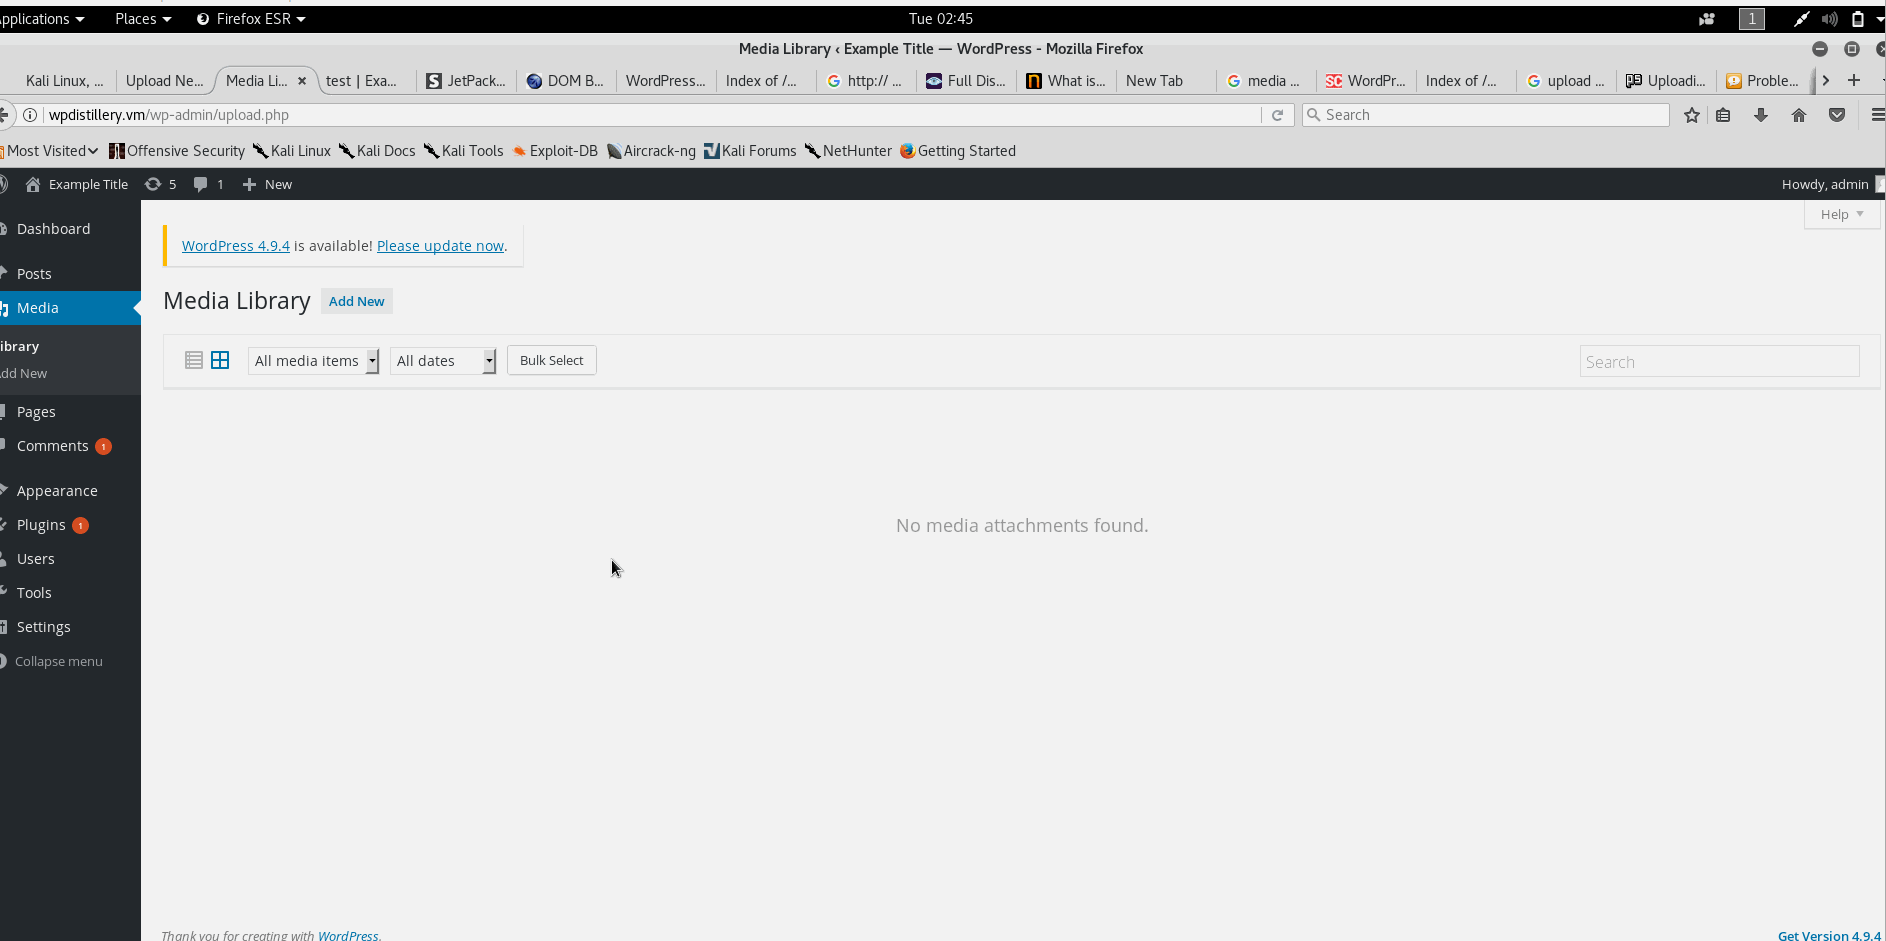 pplications Places Firefox ESR Tue 02:45 1
Media Library ‹ Example Title — WordPress - Mozilla Firefox
Kali Linux, ... Upload Ne... Media Li... × test | Exa... JetPack... DOM B... WordPress... Index of /... http:// ... Full Dis... What is... New Tab media ... WordPr... Index of /... upload ... Uploadi... Proble...
wpdistillery.vm/wp-admin/upload.php Search
Most Visited Offensive Security Kali Linux Kali Docs Kali Tools Exploit-DB Aircrack-ng Kali Forums NetHunter Getting Started
Example Title 5 1 + New Howdy, admin
Help
Dashboard
WordPress 4.9.4 is available! Please update now.
Posts
Media
Media Library Add New
ibrary
dd New
All media items All dates Bulk Select Search
Pages
Comments 1
Appearance
Plugins 1
No media attachments found.
Users
Tools
Settings
Collapse menu
Thank you for creating with WordPress. Get Version 4.9.4